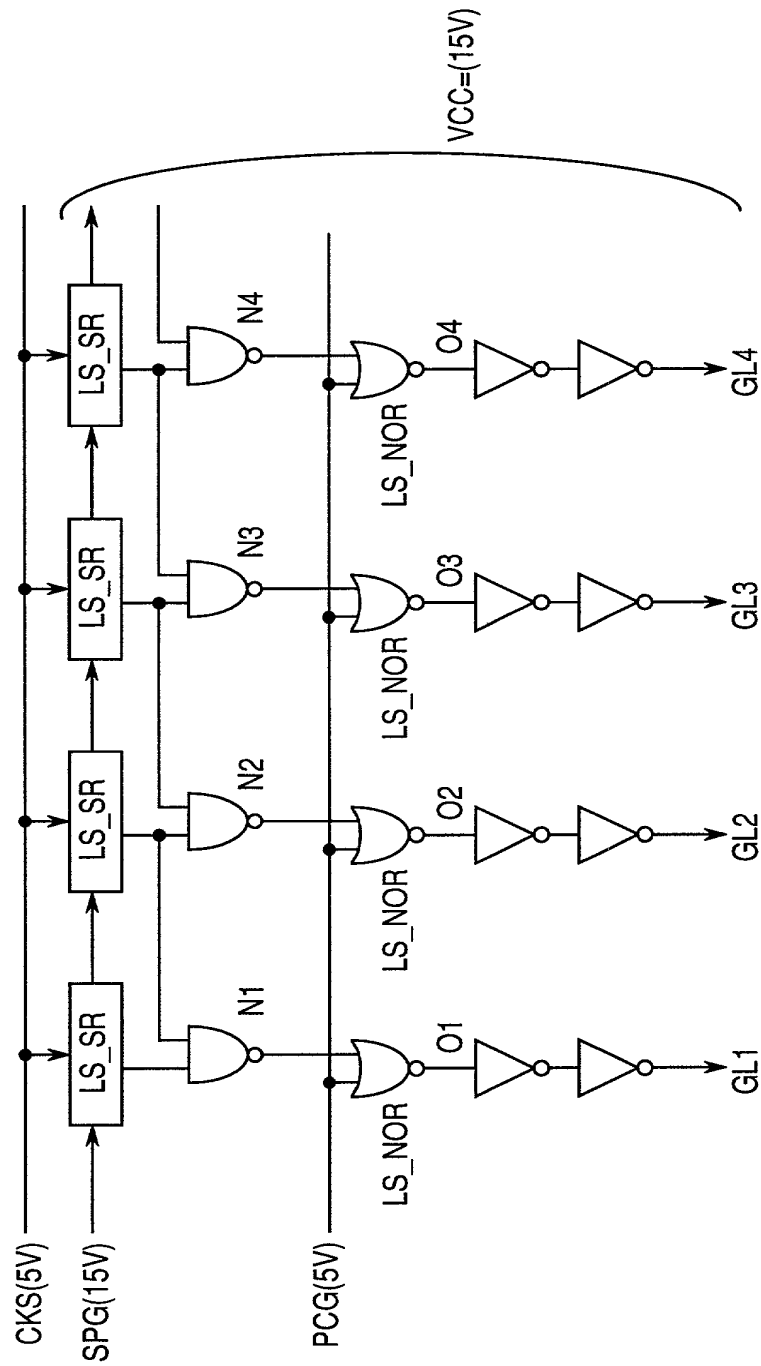 CKS(5V)
SPG(15V)
LS_SR
LS_SR
LS_SR
LS_SR
N1
N2
N3
N4
PCG(5V)
LS_NOR
LS_NOR
LS_NOR
LS_NOR
O1
O2
O3
O4
GL1
GL2
GL3
GL4
VCC=(15V)